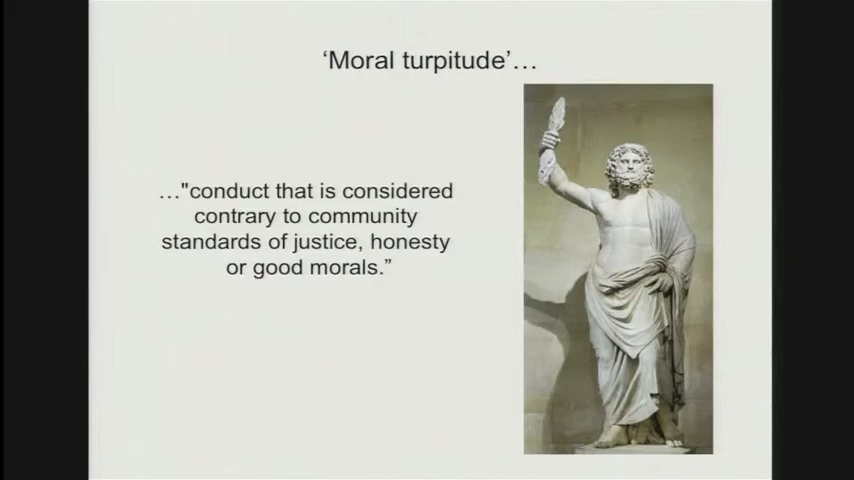 ‘Moral turpitude’...
..."conduct that is considered
contrary to community
standards of justice, honesty
or good morals.”